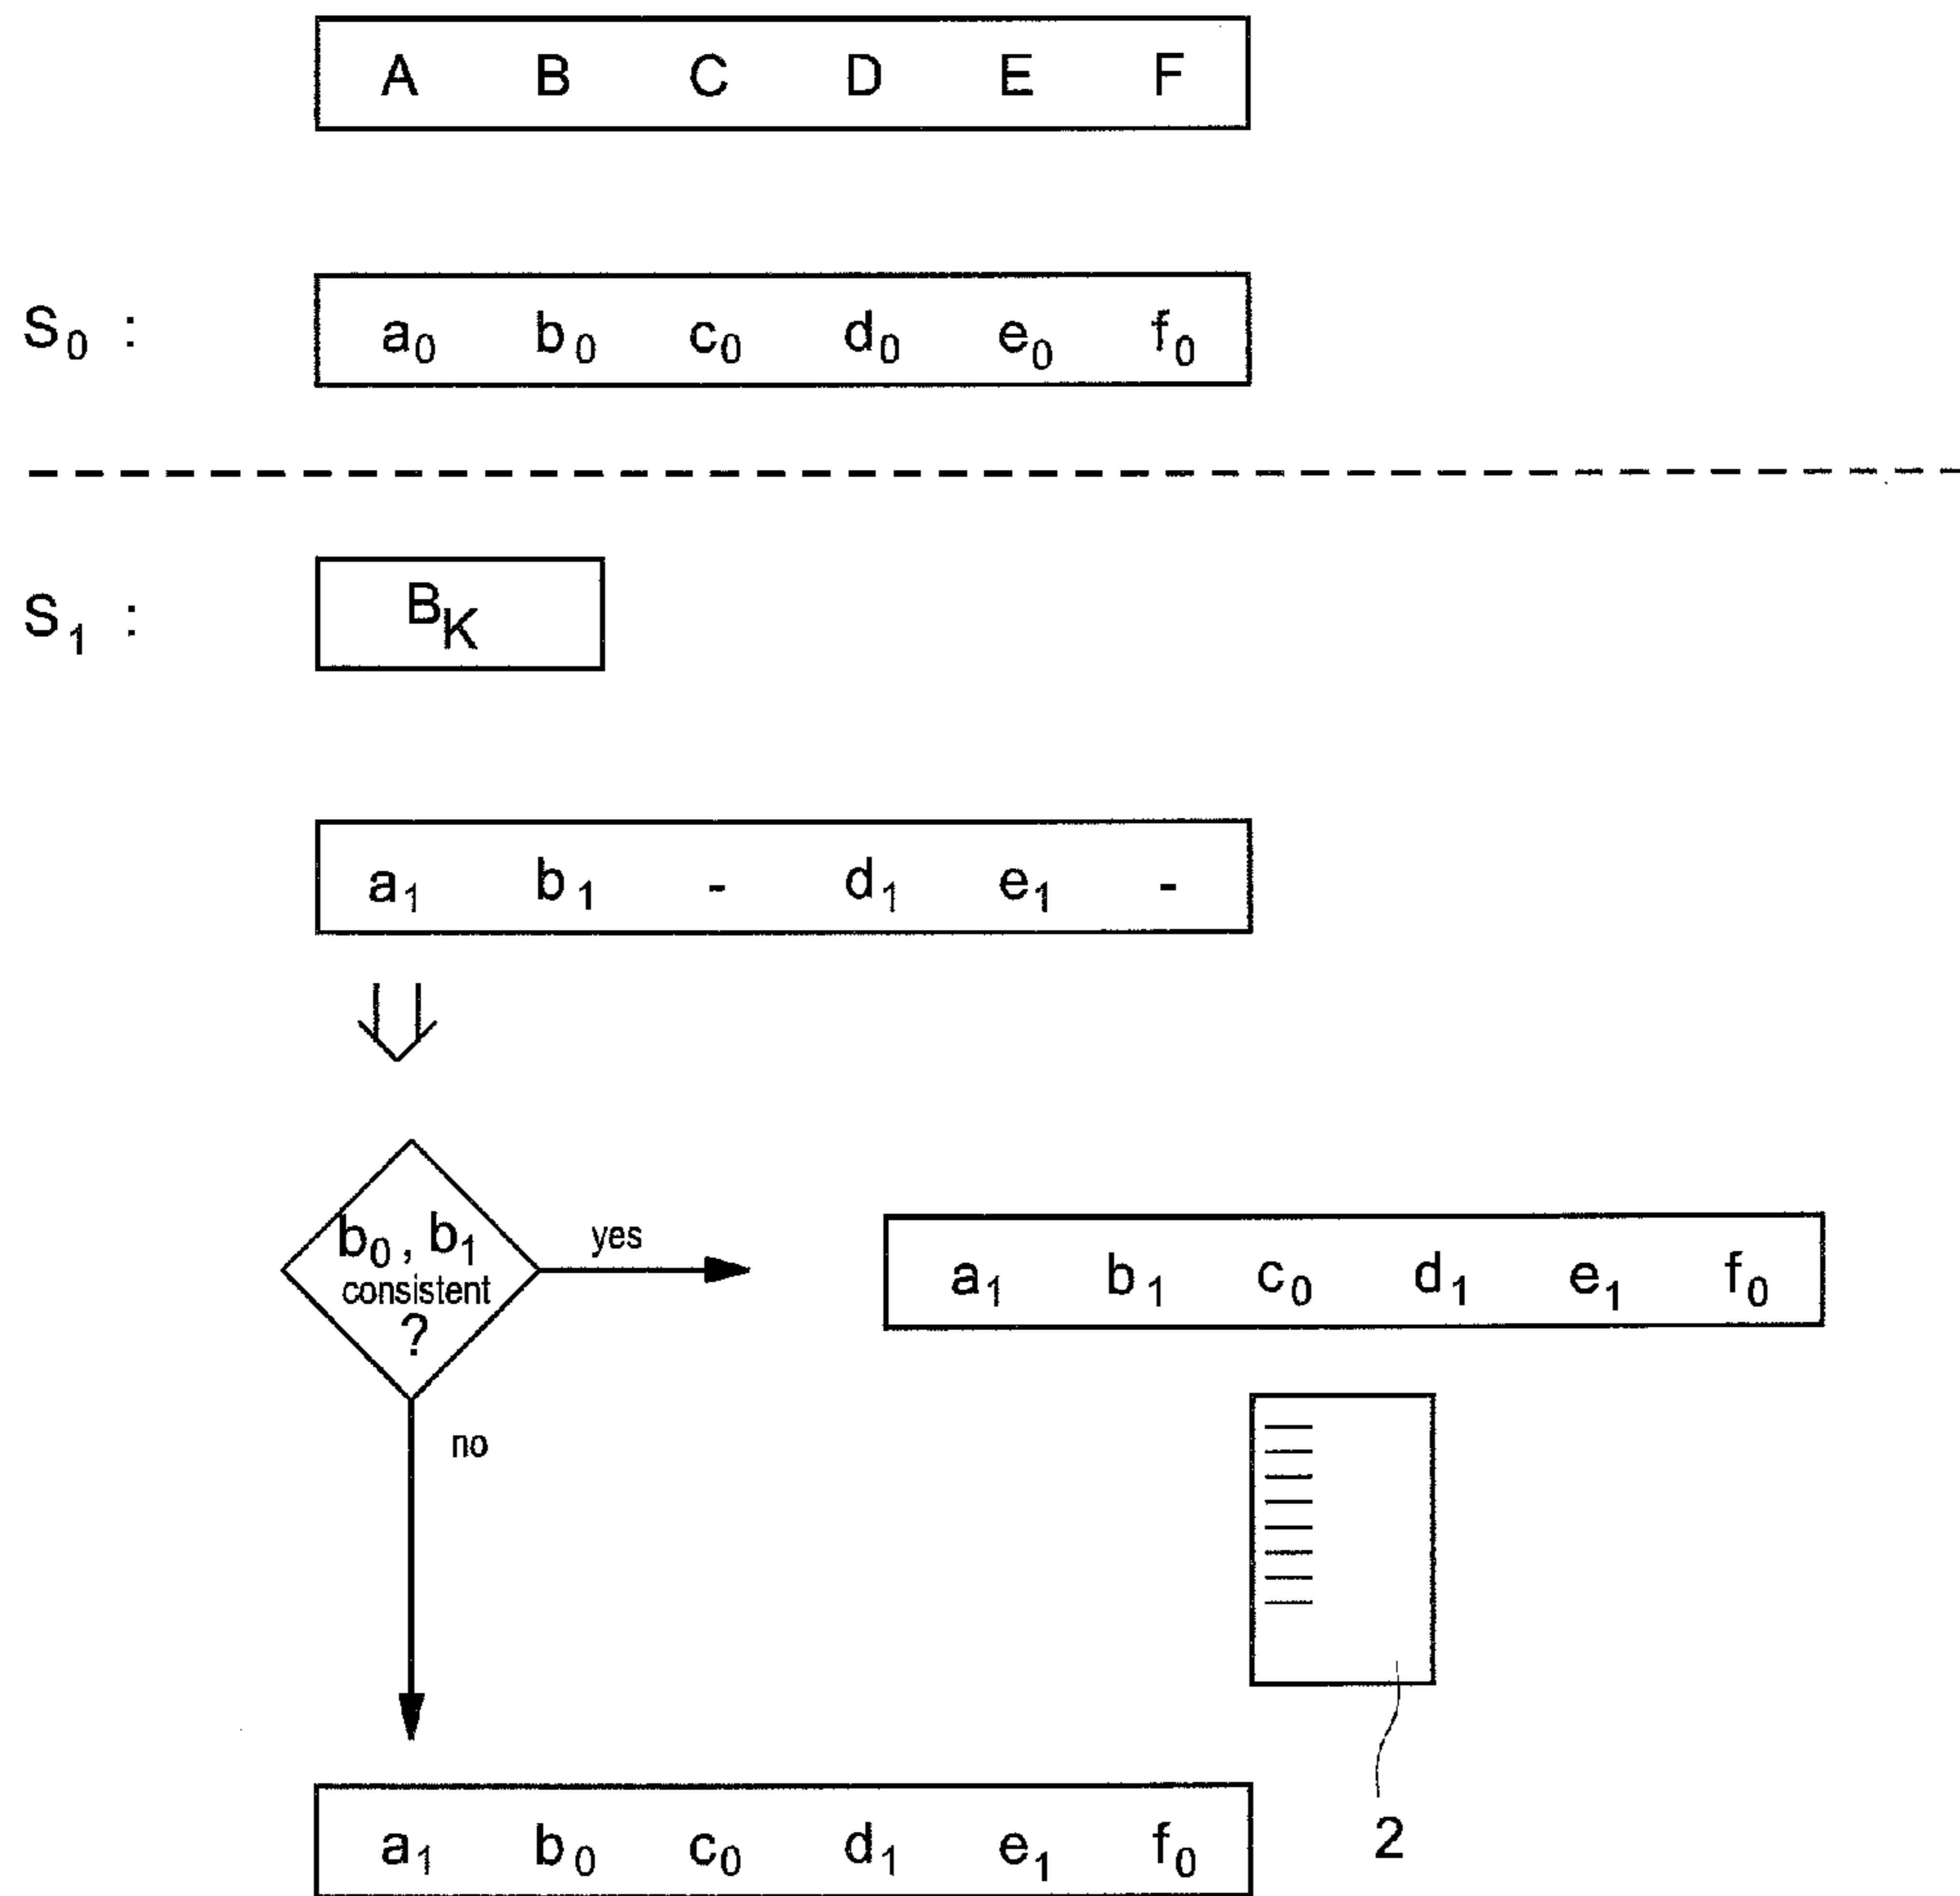 A B C D E F
S₀ : a₀ b₀ c₀ d₀ e₀ f₀
S₁ : B_K
a₁ b₁ - d₁ e₁ -
b₀, b₁
consistent
?
yes
a₁ b₁ c₀ d₁ e₁ f₀
no
2
a₁ b₀ c₀ d₁ e₁ f₀